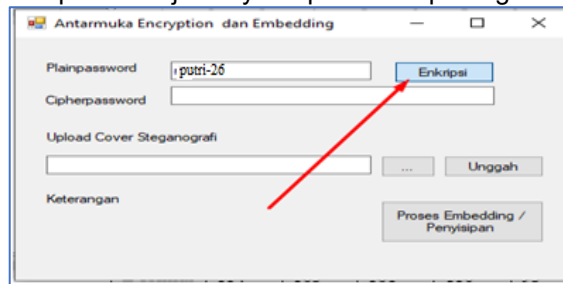 Antarmuka Encryption dan Embedding
Plainpassword putri-26 Enkripsi
Cipherpassword
Upload Cover Steganografi
... Unggah
Keterangan
Proses Embedding /
Penyisipan